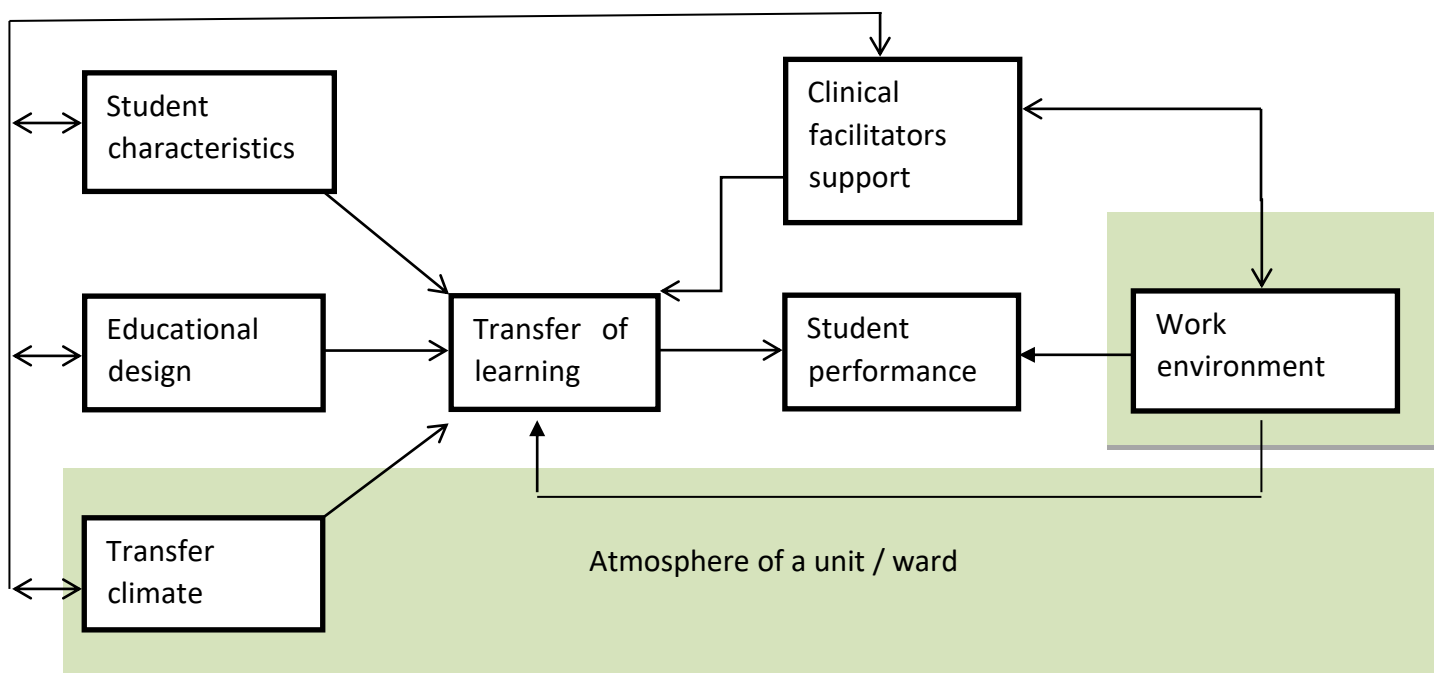 Student
characteristics
Clinical
facilitators
support
Educational
design
Transfer of
learning
Student
performance
Work
environment
Transfer
climate
Atmosphere of a unit / ward